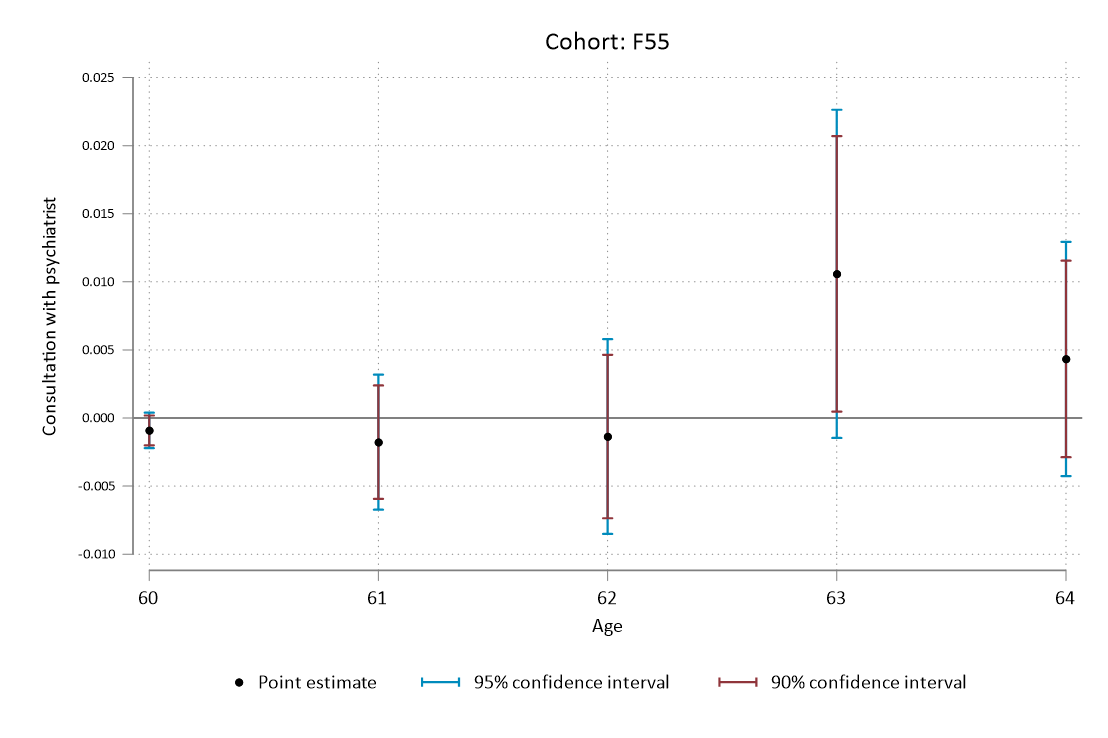 Cohort: F55
Consultation with psychiatrist
0.025
0.020
0.015
0.010
0.005
0.000
-0.005
-0.010
60 61 62 63 64
Age
Point estimate 95% confidence interval 90% confidence interval